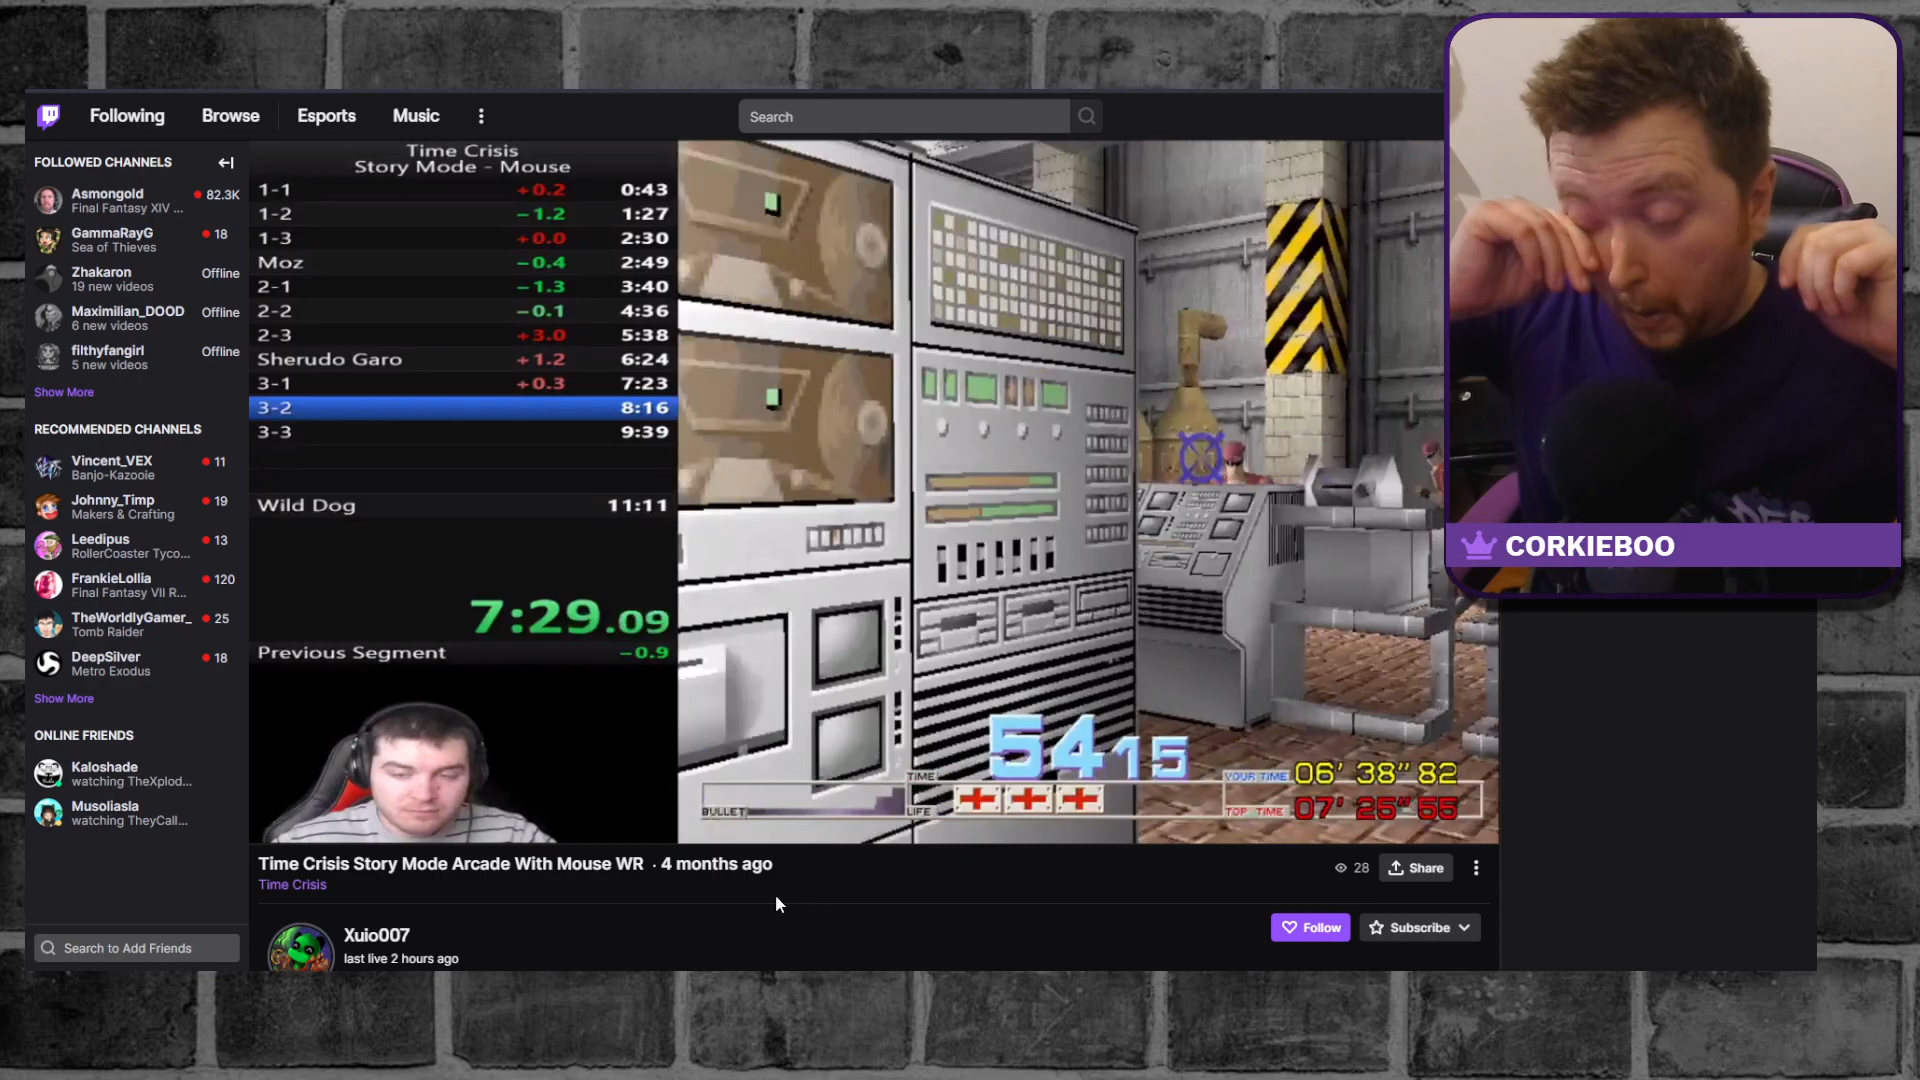 Following
Browse
Esports
Music
Search
FOLLOWED CHANNELS
Asmongold
82.3K
Final Fantasy XIV ...
GammaRayG
18
Sea of Thieves
Zhakaron
Offline
19 new videos
Maximilian_DOOD
Offline
6 new videos
filthyfangirl
Offline
5 new videos
Show More
RECOMMENDED CHANNELS
Vincent_VEX
11
Banjo-Kazooie
Johnny_Timp
19
Makers & Crafting
Leedipus
13
RollerCoaster Tyco...
FrankieLollia
120
Final Fantasy VII R...
TheWorldlyGamer_
25
Tomb Raider
DeepSilver
18
Metro Exodus
Show More
ONLINE FRIENDS
Kaloshade
watching TheXplod...
Musoliasla
watching TheyCall...
Search to Add Friends
Time Crisis
Story Mode - Mouse
1-1 +0.2 0:43
1-2 -1.2 1:27
1-3 +0.0 2:30
Moz -0.4 2:49
2-1 -1.3 3:40
2-2 -0.1 4:36
2-3 +3.0 5:38
Sherudo Garo +1.2 6:24
3-1 +0.3 7:23
3-2 8:16
3-3 9:39
Wild Dog 11:11
7:29.09
Previous Segment -0.9
TIME 54 15
BULLET
LIFE
YOUR TIME 06' 38" 82
TOP TIME 07' 25" 55
Time Crisis Story Mode Arcade With Mouse WR · 4 months ago
Time Crisis
28
Share
Xuio007
last live 2 hours ago
Follow
Subscribe
CORKIEBOO